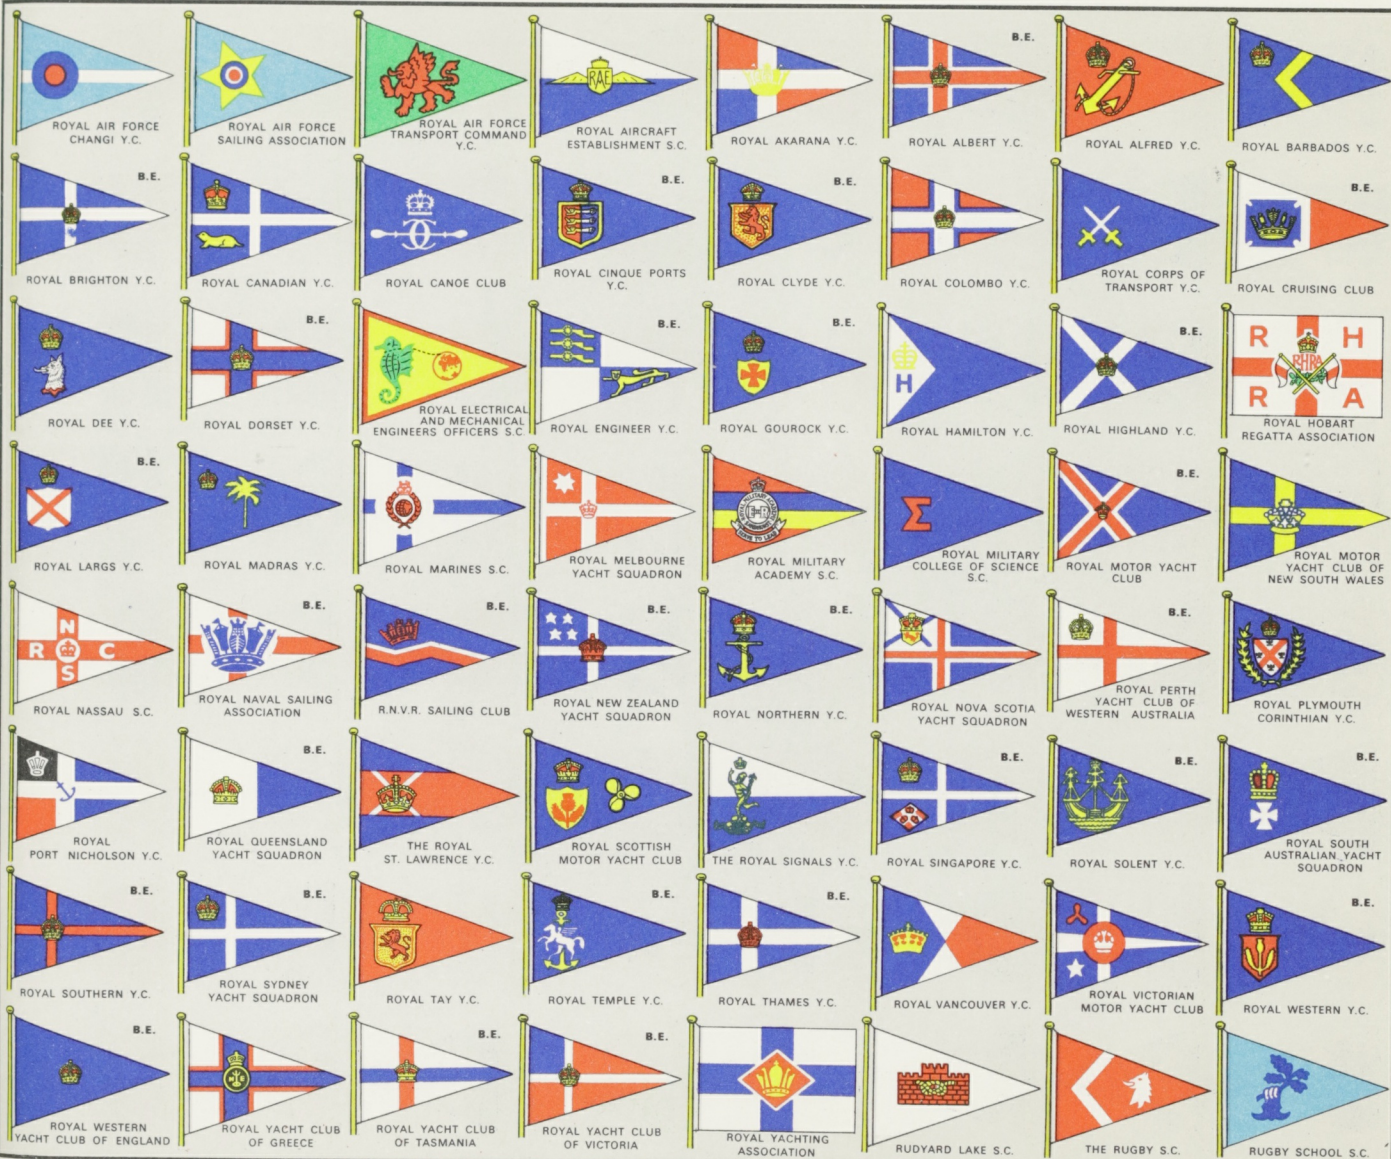 RAE
B.E.
ROYAL AIR FORCE
CHANGI Y.C.
ROYAL AIR FORCE
SAILING ASSOCIATION
ROYAL AIR FORCE
TRANSPORT COMMAND
Y.C.
ROYAL AIRCRAFT
ESTABLISHMENT S.C.
ROYAL AKARANA Y.C.
ROYAL ALBERT Y.C.
ROYAL ALFRED Y.C.
ROYAL BARBADOS Y.C.
B.E.
B.E.
B.E.
B.E.
ROYAL BRIGHTON Y.C.
ROYAL CANADIAN Y.C.
ROYAL CANOE CLUB
ROYAL CINQUE PORTS
Y.C.
ROYAL CLYDE Y.C.
ROYAL COLOMBO Y.C.
ROYAL CORPS OF
TRANSPORT Y.C.
ROYAL CRUISING CLUB
B.E.
B.E.
B.E.
H
B.E.
R H
RHRA
R A
ROYAL DEE Y.C.
ROYAL DORSET Y.C.
ROYAL ELECTRICAL
AND MECHANICAL
ENGINEERS OFFICERS S.C.
ROYAL ENGINEER Y.C.
ROYAL GOUROCK Y.C.
ROYAL HAMILTON Y.C.
ROYAL HIGHLAND Y.C.
ROYAL HOBART
REGATTA ASSOCIATION
B.E.
Σ
B.E.
ROYAL LARGS Y.C.
ROYAL MADRAS Y.C.
ROYAL MARINES S.C.
ROYAL MELBOURNE
YACHT SQUADRON
ROYAL MILITARY
ACADEMY S.C.
ROYAL MILITARY
COLLEGE OF SCIENCE
S.C.
ROYAL MOTOR YACHT
CLUB
ROYAL MOTOR
YACHT CLUB OF
NEW SOUTH WALES
N
R C
S
B.E.
B.E.
B.E.
B.E.
B.E.
ROYAL NASSAU S.C.
ROYAL NAVAL SAILING
ASSOCIATION
R.N.V.R. SAILING CLUB
ROYAL NEW ZEALAND
YACHT SQUADRON
ROYAL NORTHERN Y.C.
ROYAL NOVA SCOTIA
YACHT SQUADRON
ROYAL PERTH
YACHT CLUB OF
WESTERN AUSTRALIA
ROYAL PLYMOUTH
CORINTHIAN Y.C.
B.E.
B.E.
B.E.
B.E.
ROYAL
PORT NICHOLSON Y.C.
ROYAL QUEENSLAND
YACHT SQUADRON
THE ROYAL
ST. LAWRENCE Y.C.
ROYAL SCOTTISH
MOTOR YACHT CLUB
THE ROYAL SIGNALS Y.C.
ROYAL SINGAPORE Y.C.
ROYAL SOLENT Y.C.
ROYAL SOUTH
AUSTRALIAN YACHT
SQUADRON
B.E.
B.E.
B.E.
B.E.
B.E.
ROYAL SOUTHERN Y.C.
ROYAL SYDNEY
YACHT SQUADRON
ROYAL TAY Y.C.
ROYAL TEMPLE Y.C.
ROYAL THAMES Y.C.
ROYAL VANCOUVER Y.C.
ROYAL VICTORIAN
MOTOR YACHT CLUB
ROYAL WESTERN Y.C.
B.E.
B.E.
B.E.
ROYAL WESTERN
YACHT CLUB OF ENGLAND
ROYAL YACHT CLUB
OF GREECE
ROYAL YACHT CLUB
OF TASMANIA
ROYAL YACHT CLUB
OF VICTORIA
ROYAL YACHTING
ASSOCIATION
RUDYARD LAKE S.C.
THE RUGBY S.C.
RUGBY SCHOOL S.C.